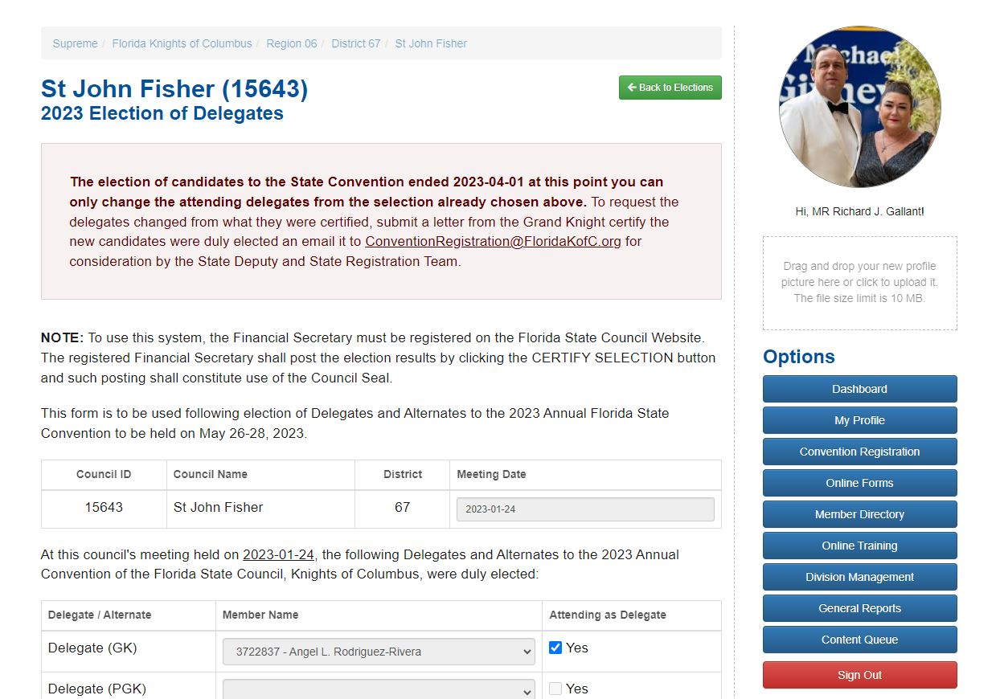 Supreme / Florida Knights of Columbus / Region 06 / District 67 / St John Fisher
St John Fisher (15643)
2023 Election of Delegates
Back to Elections
The election of candidates to the State Convention ended 2023-04-01 at this point you can
only change the attending delegates from the selection already chosen above. To request the
delegates changed from what they were certified, submit a letter from the Grand Knight certify the
new candidates were duly elected an email it to ConventionRegistration@FloridaKofC.org for
consideration by the State Deputy and State Registration Team.
NOTE: To use this system, the Financial Secretary must be registered on the Florida State Council Website.
The registered Financial Secretary shall post the election results by clicking the CERTIFY SELECTION button
and such posting shall constitute use of the Council Seal.
This form is to be used following election of Delegates and Alternates to the 2023 Annual Florida State
Convention to be held on May 26-28, 2023.
Council ID Council Name District Meeting Date
15643 St John Fisher 67 2023-01-24
At this council's meeting held on 2023-01-24, the following Delegates and Alternates to the 2023 Annual
Convention of the Florida State Council, Knights of Columbus, were duly elected:
Delegate / Alternate Member Name Attending as Delegate
Delegate (GK) 3722837 - Angel L. Rodriguez-Rivera Yes
Delegate (PGK) Yes
Michael
Hi, MR Richard J. Gallant!
Drag and drop your new profile
picture here or click to upload it.
The file size limit is 10 MB.
Options
Dashboard
My Profile
Convention Registration
Online Forms
Member Directory
Online Training
Division Management
General Reports
Content Queue
Sign Out